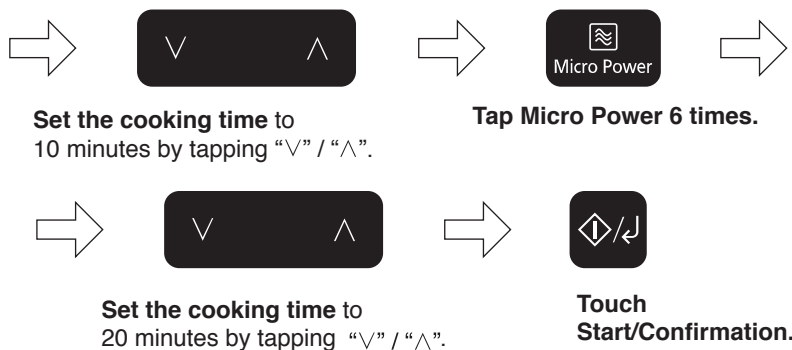 ∨ ∧
Micro Power
Set the cooking time to
10 minutes by tapping “∨” / “∧”.
Tap Micro Power 6 times.
∨ ∧
Set the cooking time to
20 minutes by tapping “∨” / “∧”.
Touch
Start/Confirmation.